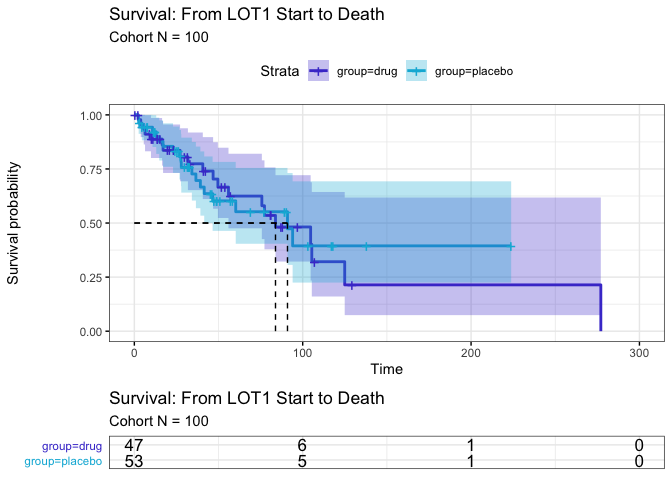 Survival: From LOT1 Start to Death
Cohort N = 100
Strata group=drug group=placebo
1.00
0.75
0.50
0.25
0.00
Survival probability
0 100 200 300
Time
Survival: From LOT1 Start to Death
Cohort N = 100
group=drug 47 6 1 0
group=placebo 53 5 1 0